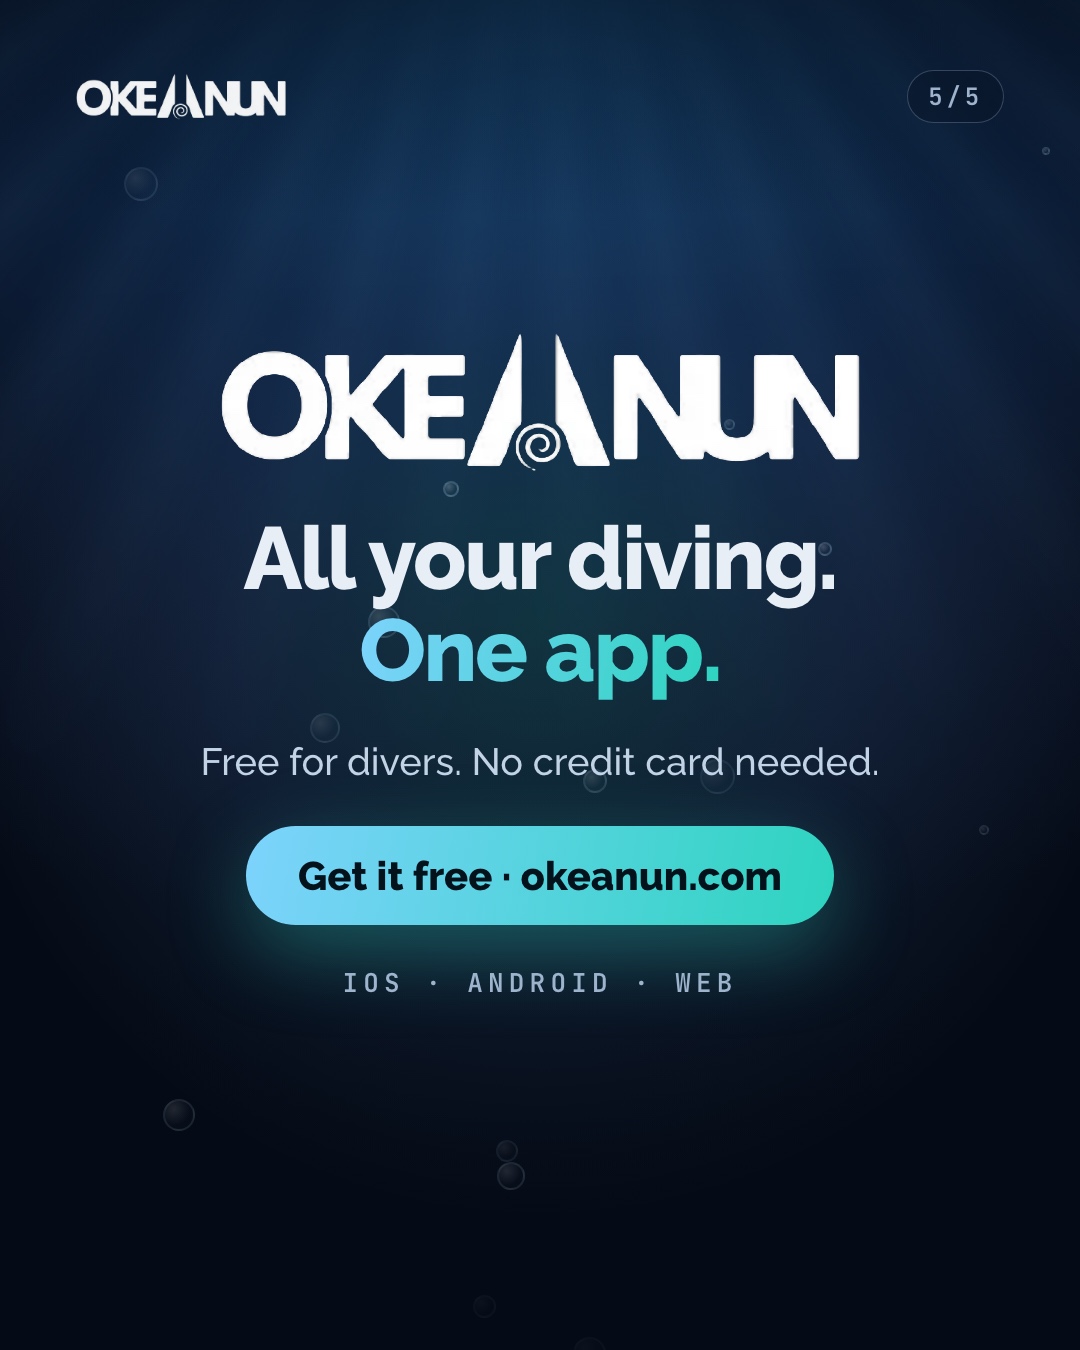 OKEANUN
5/5
OKEANUN
All your diving.
One app.
Free for divers. No credit card needed.
Get it free · okeanun.com
IOS · ANDROID · WEB